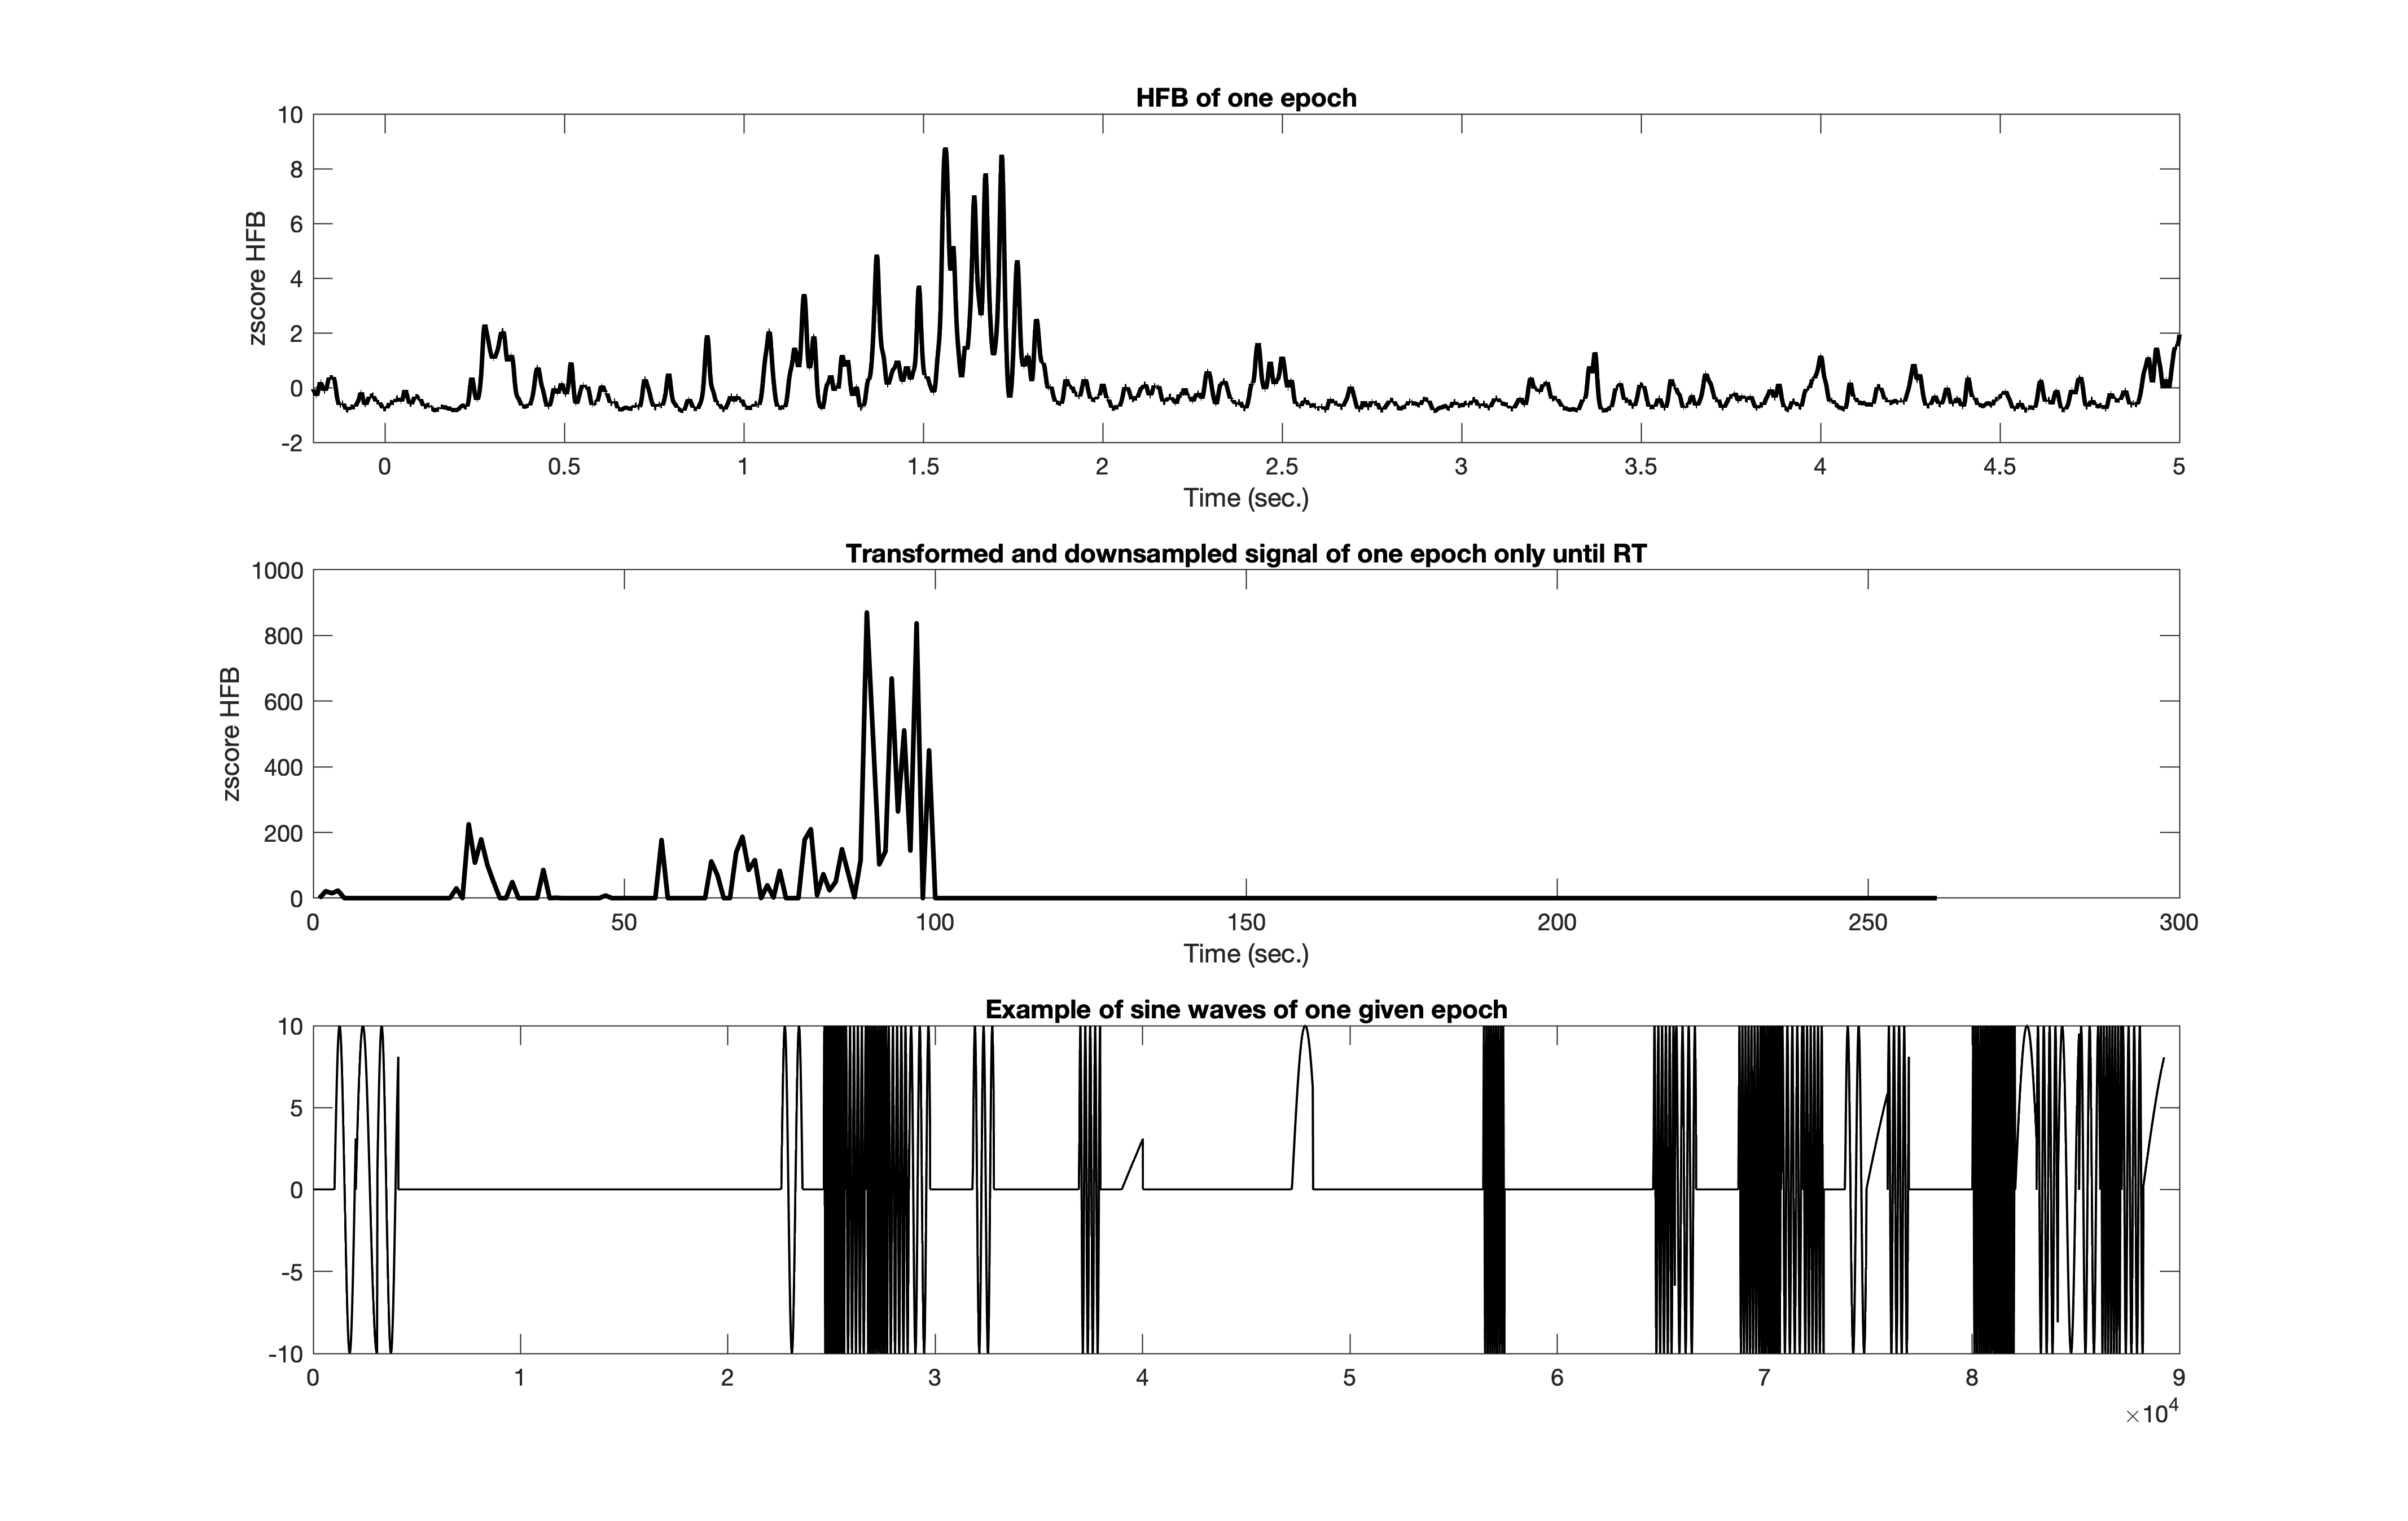 HFB of one epoch
10
8
6
4
2
0
-2
zscore HFB
0 0.5 1 1.5 2 2.5 3 3.5 4 4.5 5
Time (sec.)
Transformed and downsampled signal of one epoch only until RT
1000
800
600
400
200
0
zscore HFB
0 50 100 150 200 250 300
Time (sec.)
Example of sine waves of one given epoch
10
5
0
-5
-10
0 1 2 3 4 5 6 7 8 9
×10⁴